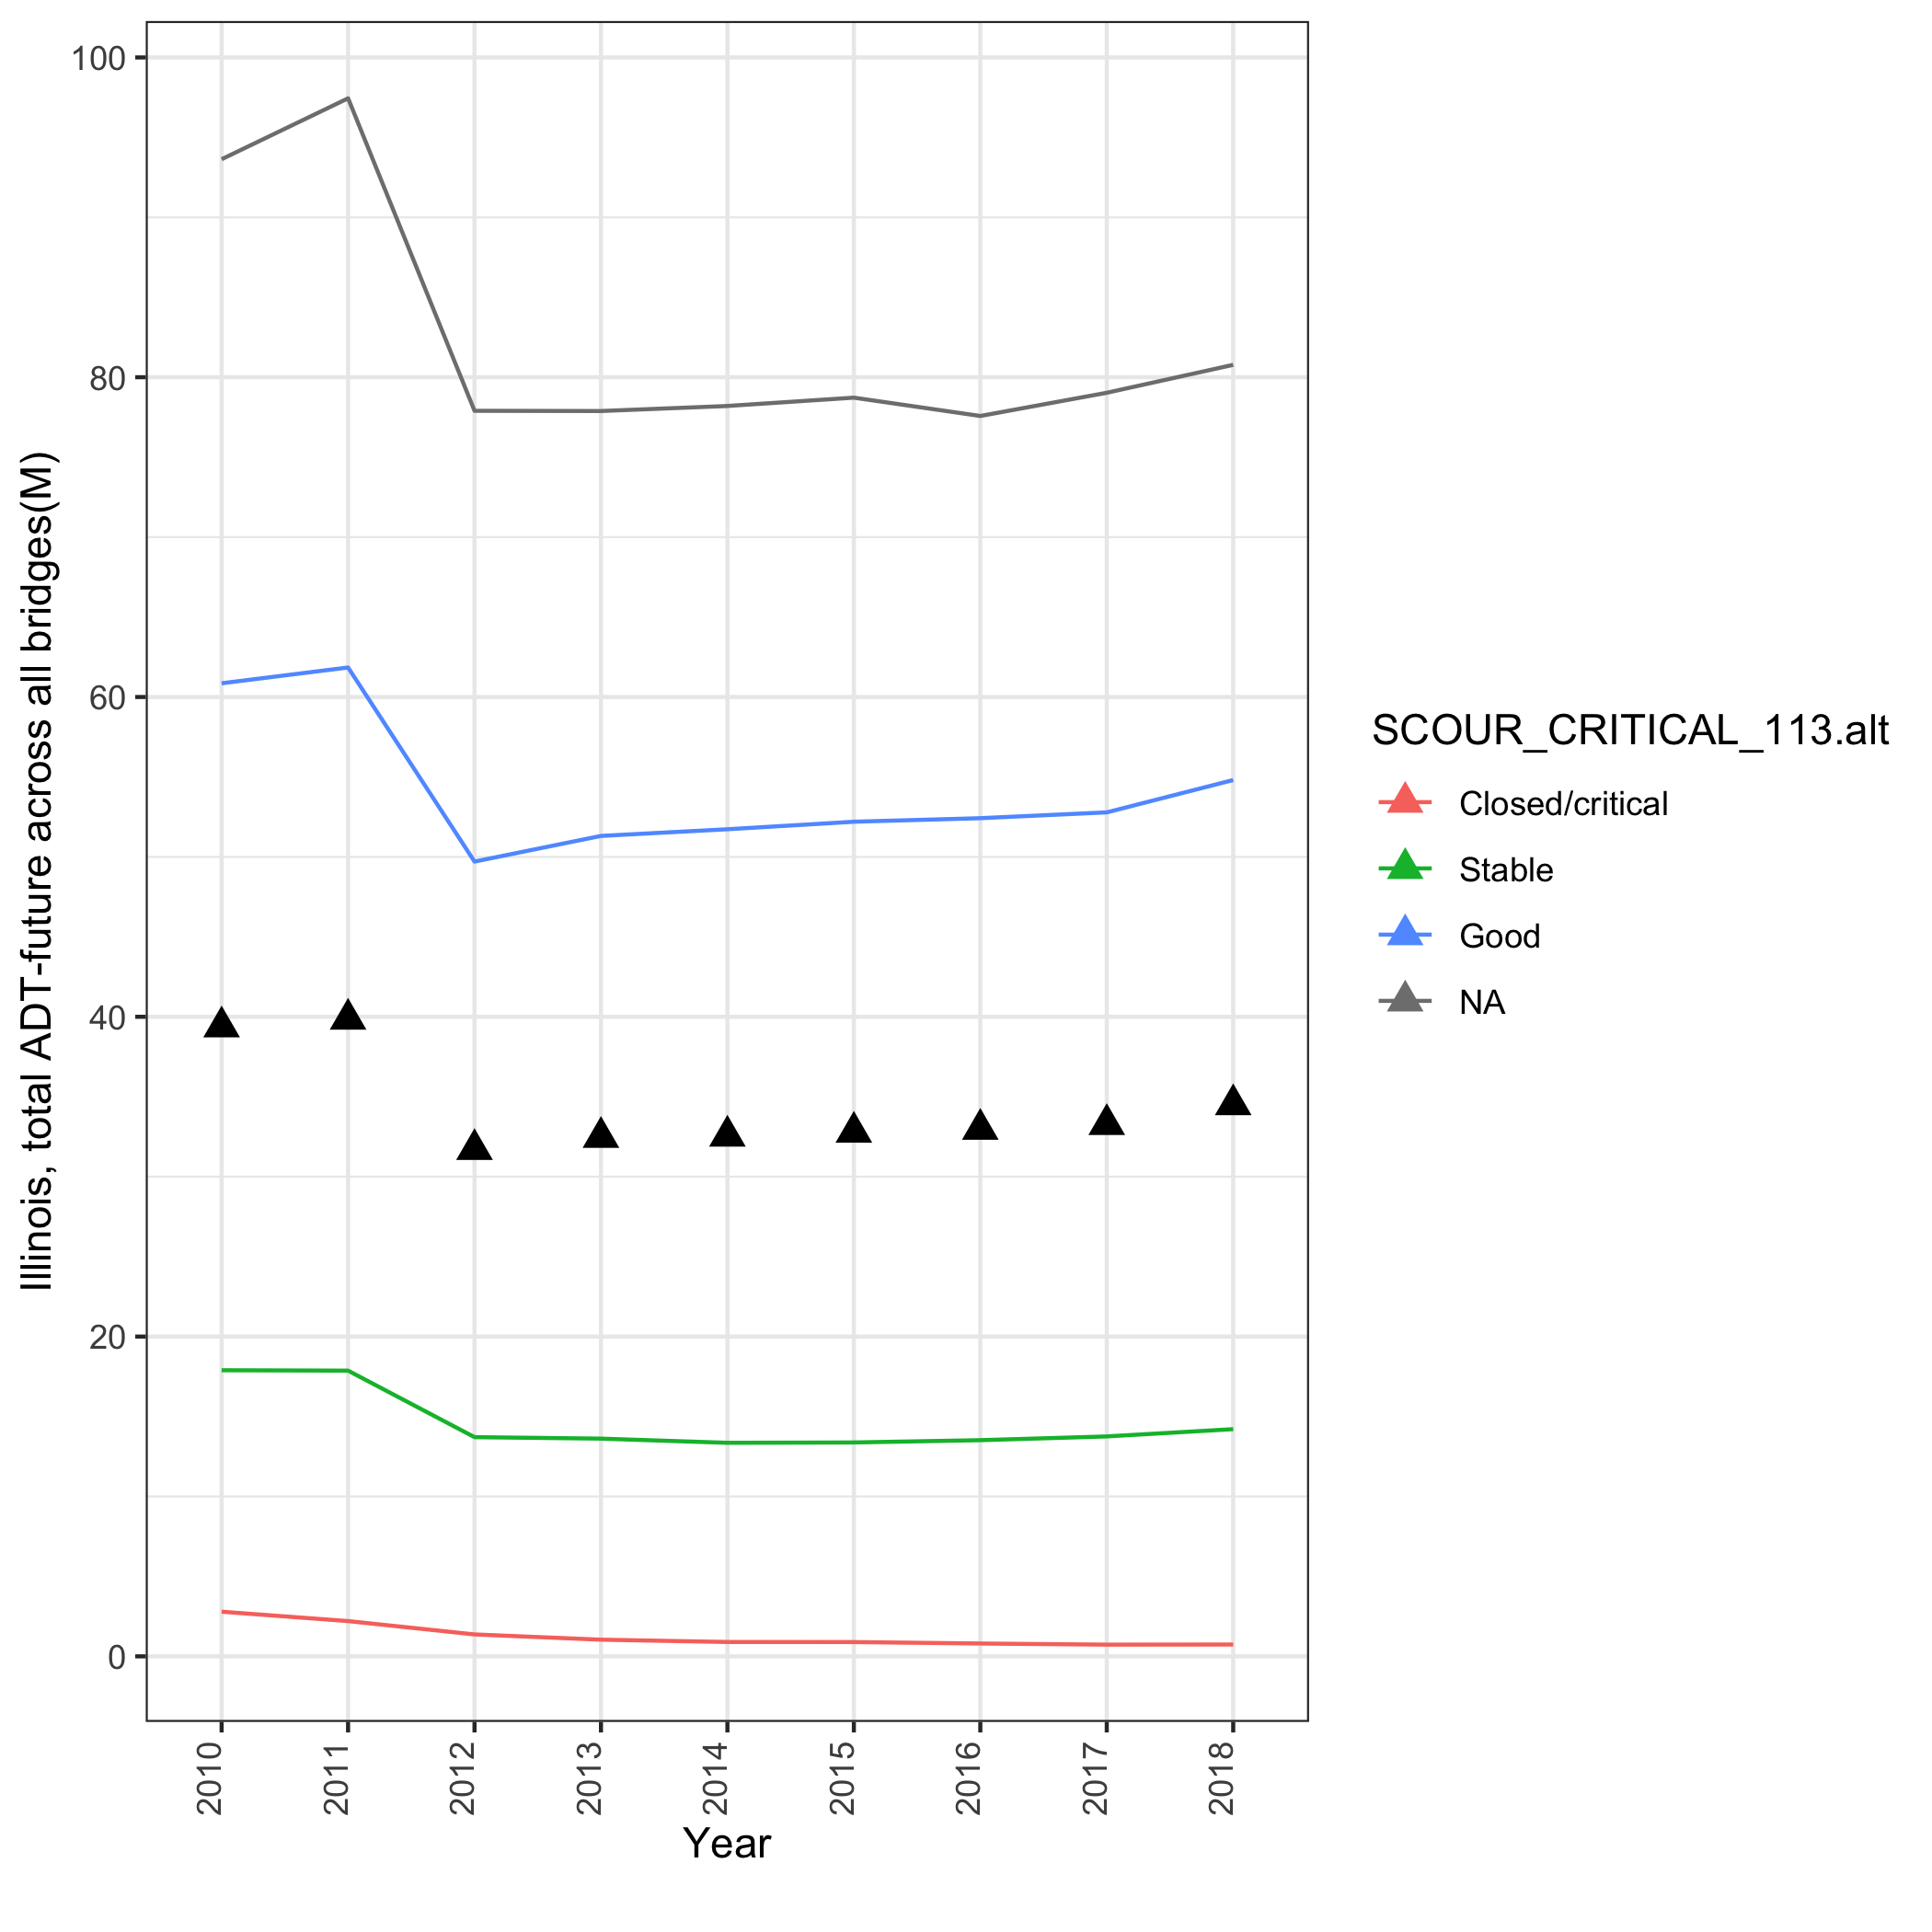 Illinois, total ADT-future across all bridges(M)
100
80
60
40
20
0
2010
2011
2012
2013
2014
2015
2016
2017
2018
Year
SCOUR_CRITICAL_113.alt
Closed/critical
Stable
Good
NA